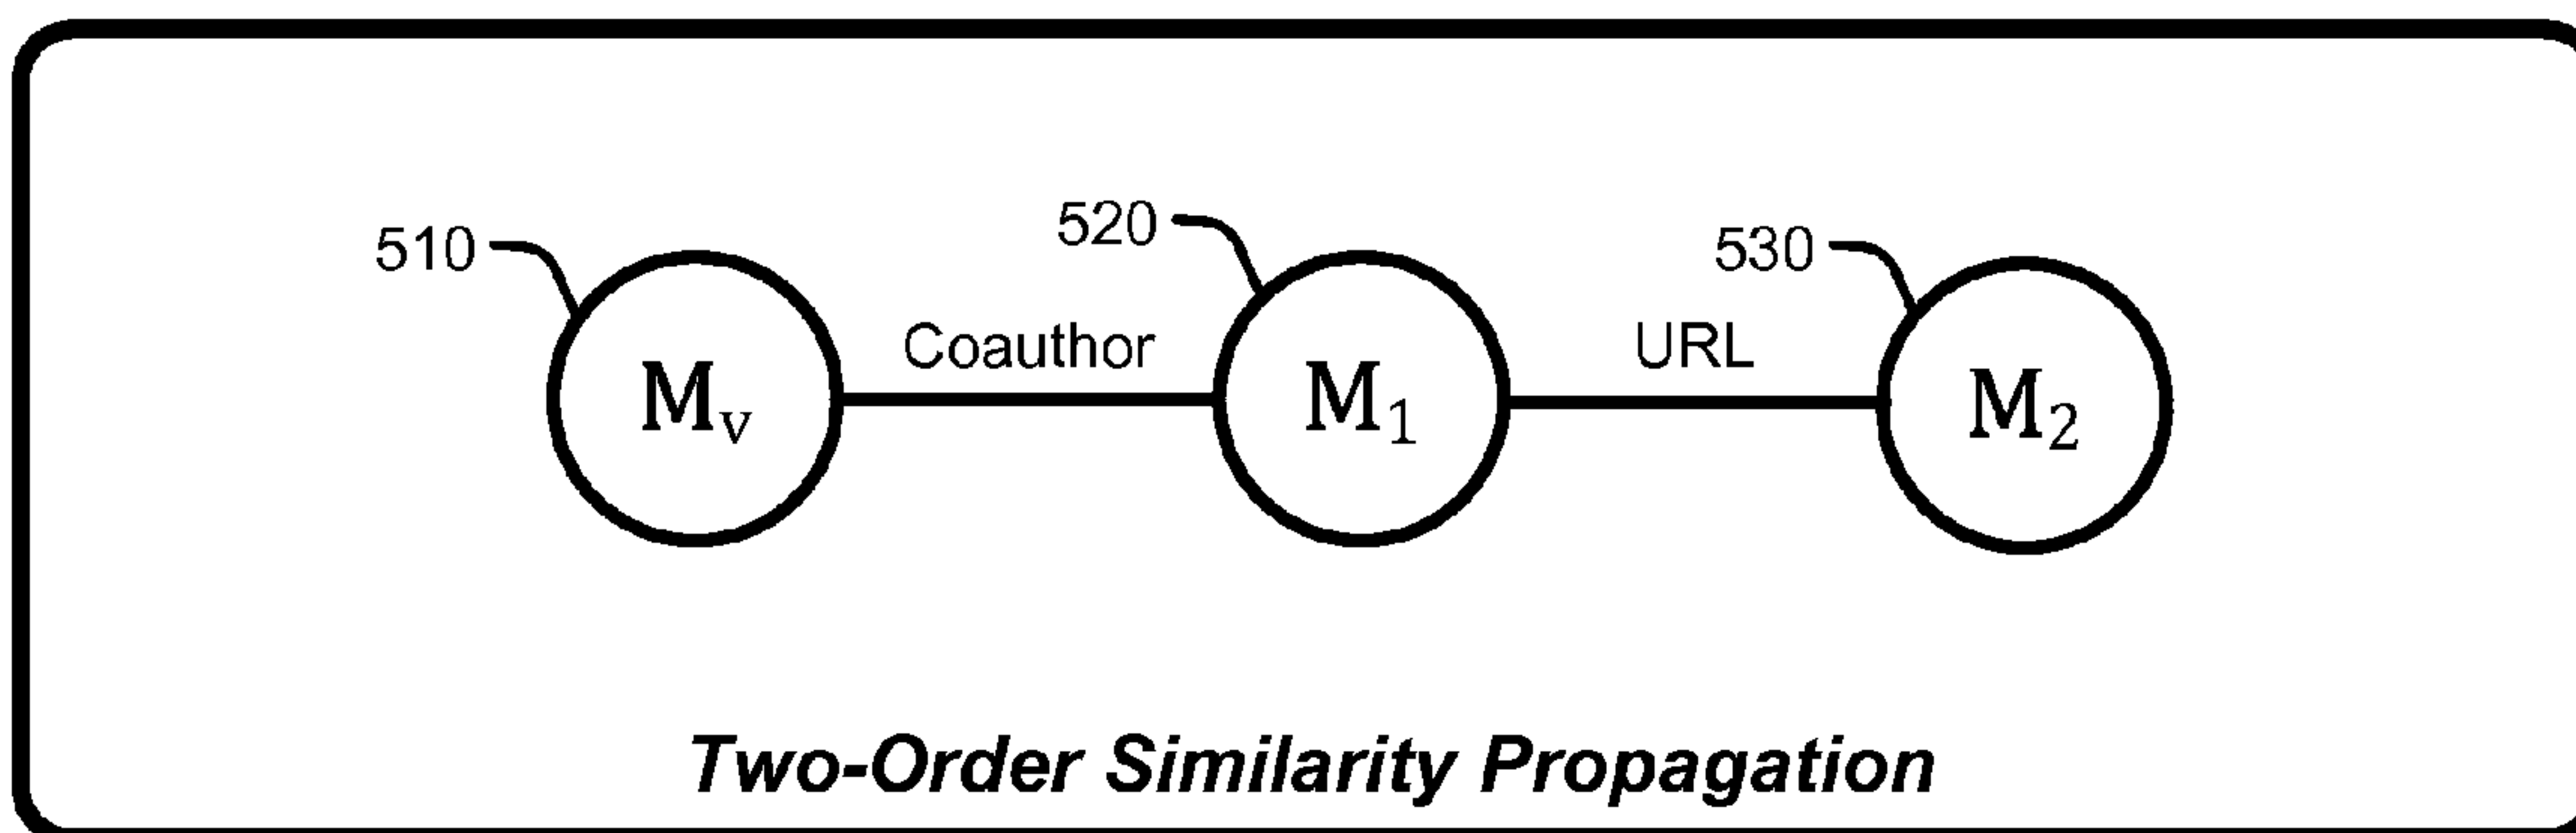 510
520
530
Coauthor
URL
Mᵥ
M₁
M₂
Two-Order Similarity Propagation